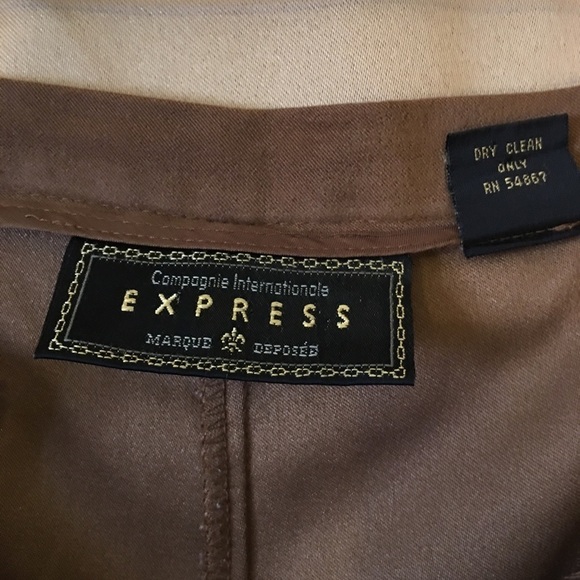 Compagnie Internationale
EXPRESS
MARQUE DEPOSÉE
DRY CLEAN
ONLY
RN 54867